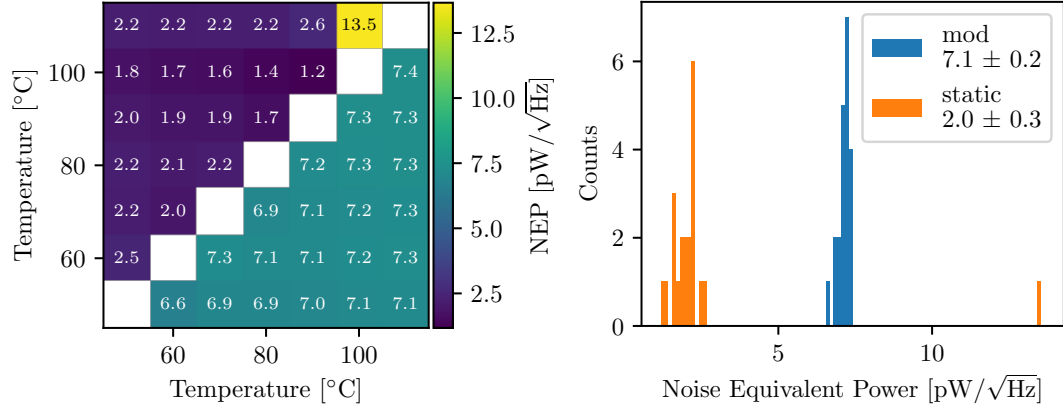 2.2 2.2 2.2 2.2 2.6 13.5
1.8 1.7 1.6 1.4 1.2 7.4
2.0 1.9 1.9 1.7 7.3 7.3
2.2 2.1 2.2 7.2 7.3 7.3
2.2 2.0 6.9 7.1 7.2 7.3
2.5 7.3 7.1 7.1 7.2 7.3
6.6 6.9 6.9 7.0 7.1 7.1
100
80
60
Temperature [°C]
60 80 100
Temperature [°C]
12.5
10.0
7.5
5.0
2.5
NEP [pW/√Hz]
6
4
2
0
Counts
mod
7.1 ± 0.2
static
2.0 ± 0.3
5 10
Noise Equivalent Power [pW/√Hz]